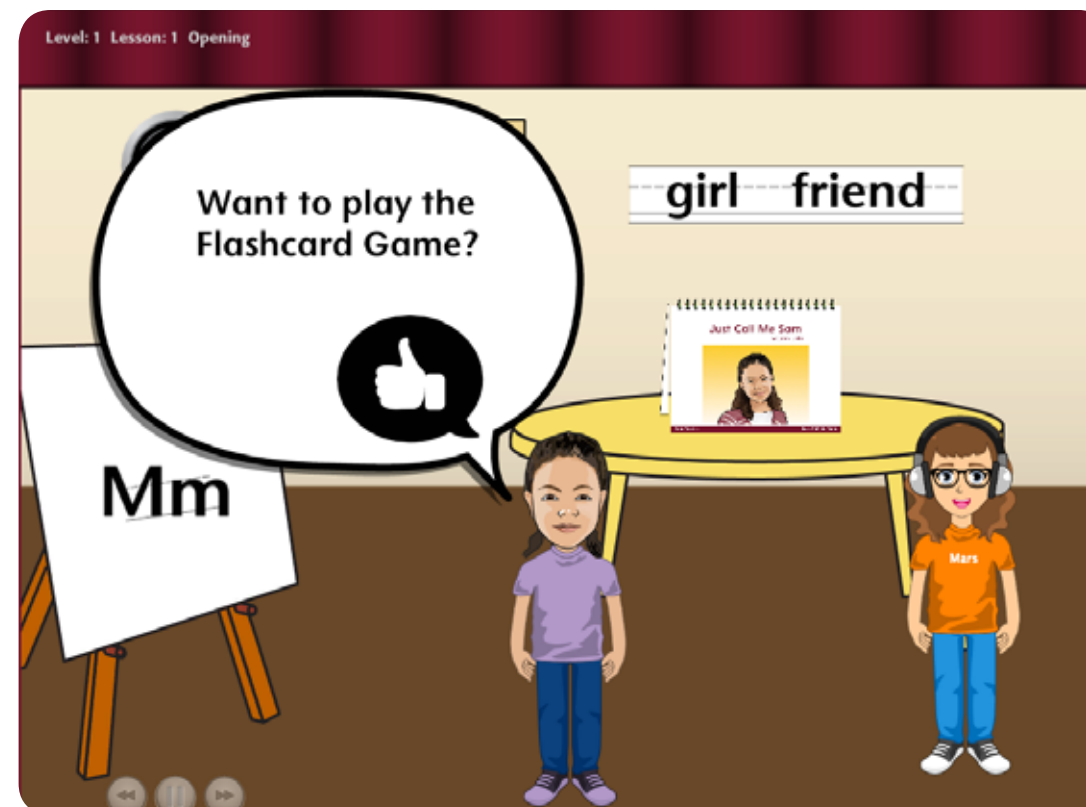 Level: 1 Lesson: 1 Opening
Want to play the
Flashcard Game?
girl friend
Just Call Me Sam
Mm
Mars